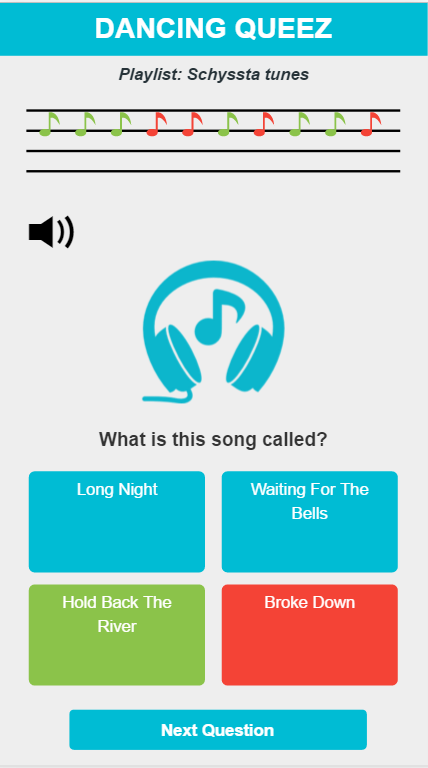 DANCING QUEEZ
Playlist: Schyssta tunes
What is this song called?
Long Night
Waiting For The
Bells
Hold Back The
River
Broke Down
Next Question